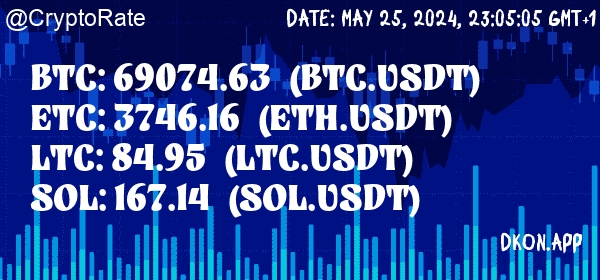 @CryptoRate
DATE: MAY 25, 2024, 23:05:05 GMT+1
BTC: 69074.63 (BTC.USDT)
ETC: 3746.16 (ETH.USDT)
LTC: 84.95 (LTC.USDT)
SOL: 167.14 (SOL.USDT)
DKON.APP